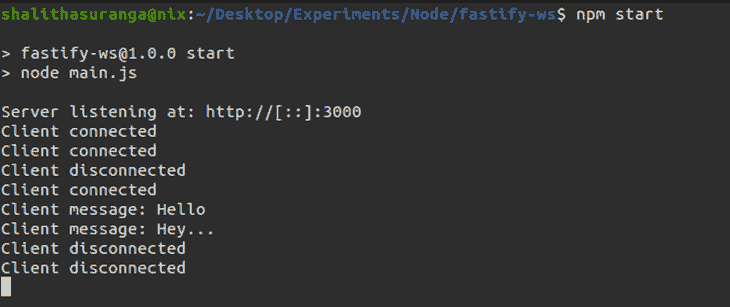 shalithasuranga@nix:~/Desktop/Experiments/Node/fastify-ws$ npm start
> fastify-ws@1.0.0 start
> node main.js
Server listening at: http://[::]:3000
Client connected
Client connected
Client disconnected
Client connected
Client message: Hello
Client message: Hey...
Client disconnected
Client disconnected